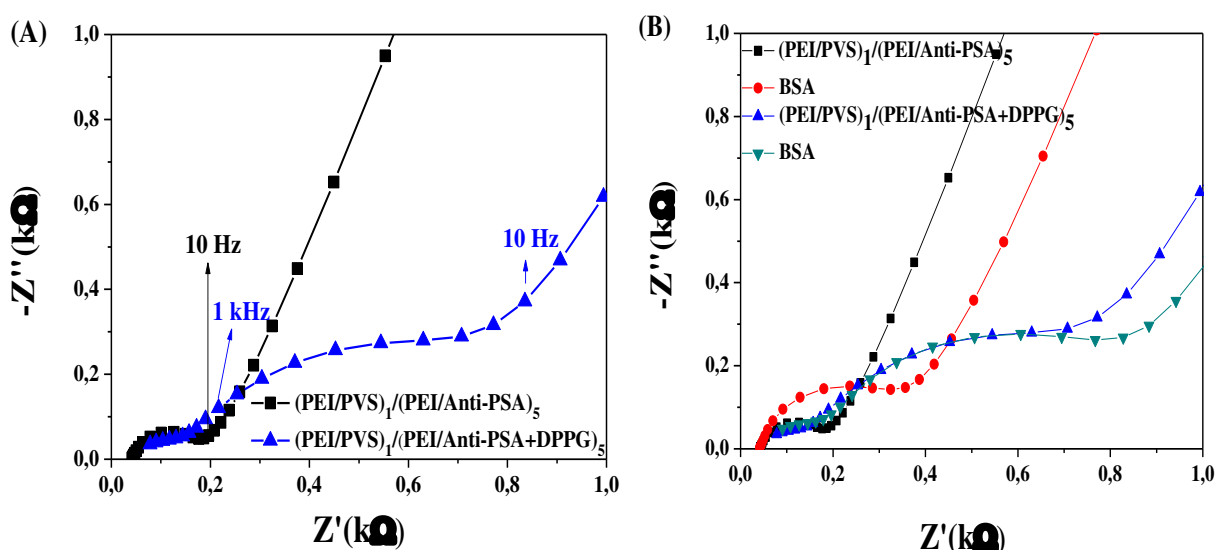 (A)
1,0
0,8
0,6
0,4
0,2
0,0
-Z''(kΩ)
10 Hz
1 kHz
10 Hz
(PEI/PVS)1/(PEI/Anti-PSA)5
(PEI/PVS)1/(PEI/Anti-PSA+DPPG)5
0,0 0,2 0,4 0,6 0,8 1,0
Z'(kΩ)
(B)
1,0
0,8
0,6
0,4
0,2
0,0
-Z''(kΩ)
(PEI/PVS)1/(PEI/Anti-PSA)5
BSA
(PEI/PVS)1/(PEI/Anti-PSA+DPPG)5
BSA
0,0 0,2 0,4 0,6 0,8 1,0
Z'(kΩ)